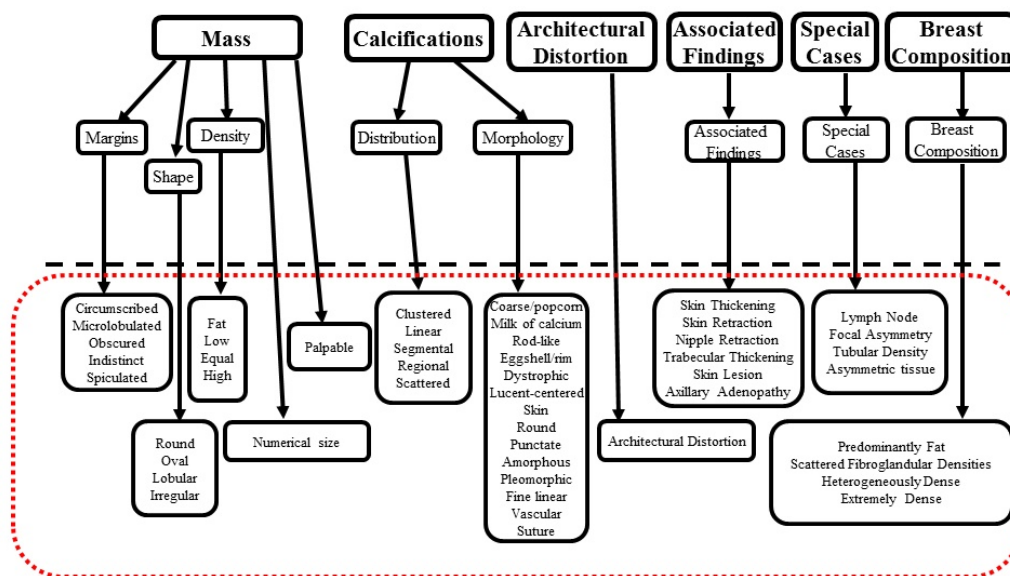 Mass
Calcifications
Architectural
Distortion
Associated
Findings
Special
Cases
Breast
Composition
Margins
Shape
Density
Distribution
Morphology
Associated
Findings
Special
Cases
Breast
Composition
Circumscribed
Microlobulated
Obscured
Indistinct
Spiculated
Round
Oval
Lobular
Irregular
Fat
Low
Equal
High
Numerical size
Palpable
Clustered
Linear
Segmental
Regional
Scattered
Coarse/popcorn
Milk of calcium
Rod-like
Eggshell/rim
Dystrophic
Lucent-centered
Skin
Round
Punctate
Amorphous
Pleomorphic
Fine linear
Vascular
Suture
Architectural Distortion
Skin Thickening
Skin Retraction
Nipple Retraction
Trabecular Thickening
Skin Lesion
Axillary Adenopathy
Lymph Node
Focal Asymmetry
Tubular Density
Asymmetric tissue
Predominantly Fat
Scattered Fibroglandular Densities
Heterogeneously Dense
Extremely Dense